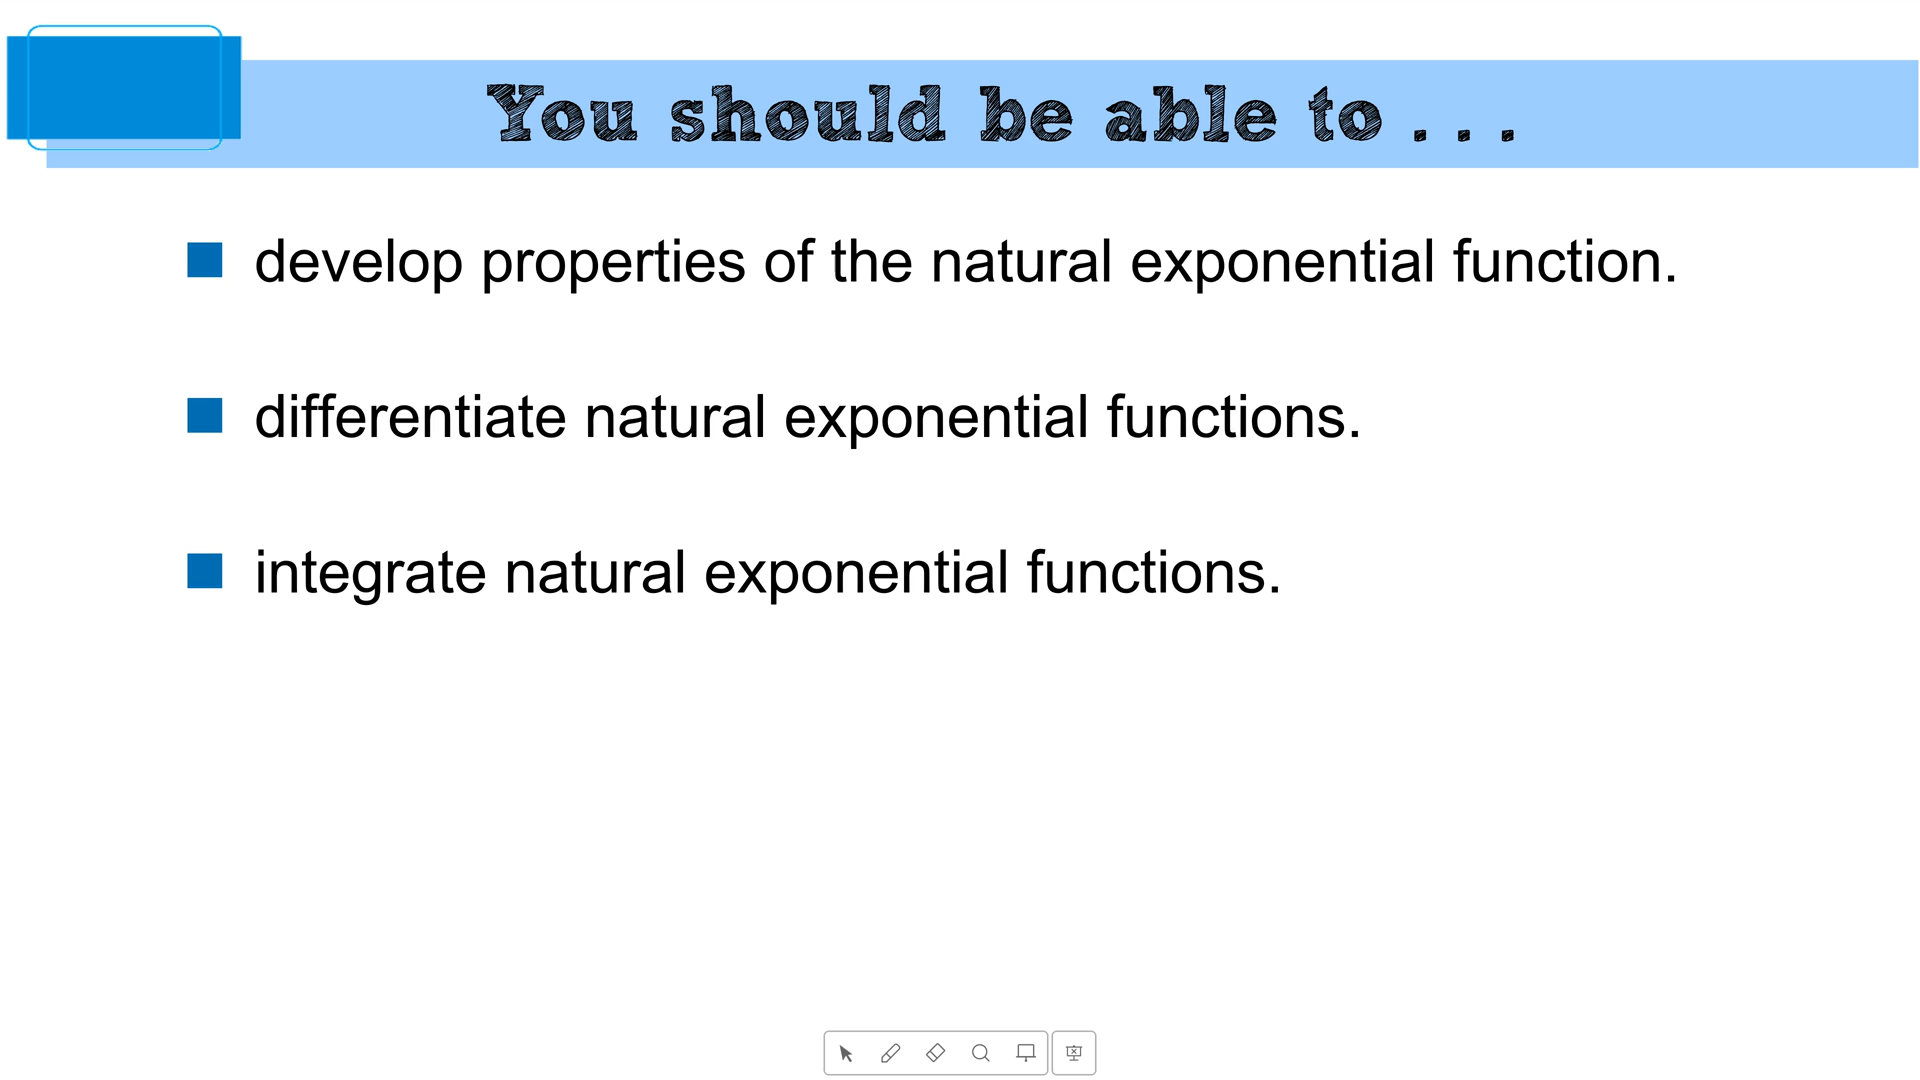 You should be able to . . .
develop properties of the natural exponential function.
differentiate natural exponential functions.
integrate natural exponential functions.